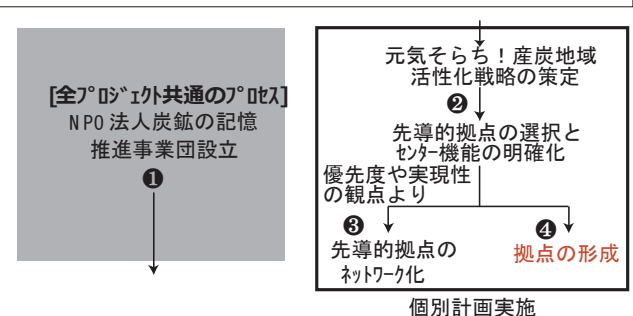 [全ﾌﾟﾛｼﾞｪｸﾄ共通のﾌﾟﾛｾｽ]
NPO法人炭鉱の記憶
推進事業団設立
❶
元気そらち！産炭地域
活性化戦略の策定
❷
先導的拠点の選択と
ｾﾝﾀｰ機能の明確化
優先度や実現性
の観点より
❸
先導的拠点の
ﾈｯﾄﾜｰｸ化
❹
拠点の形成
個別計画実施